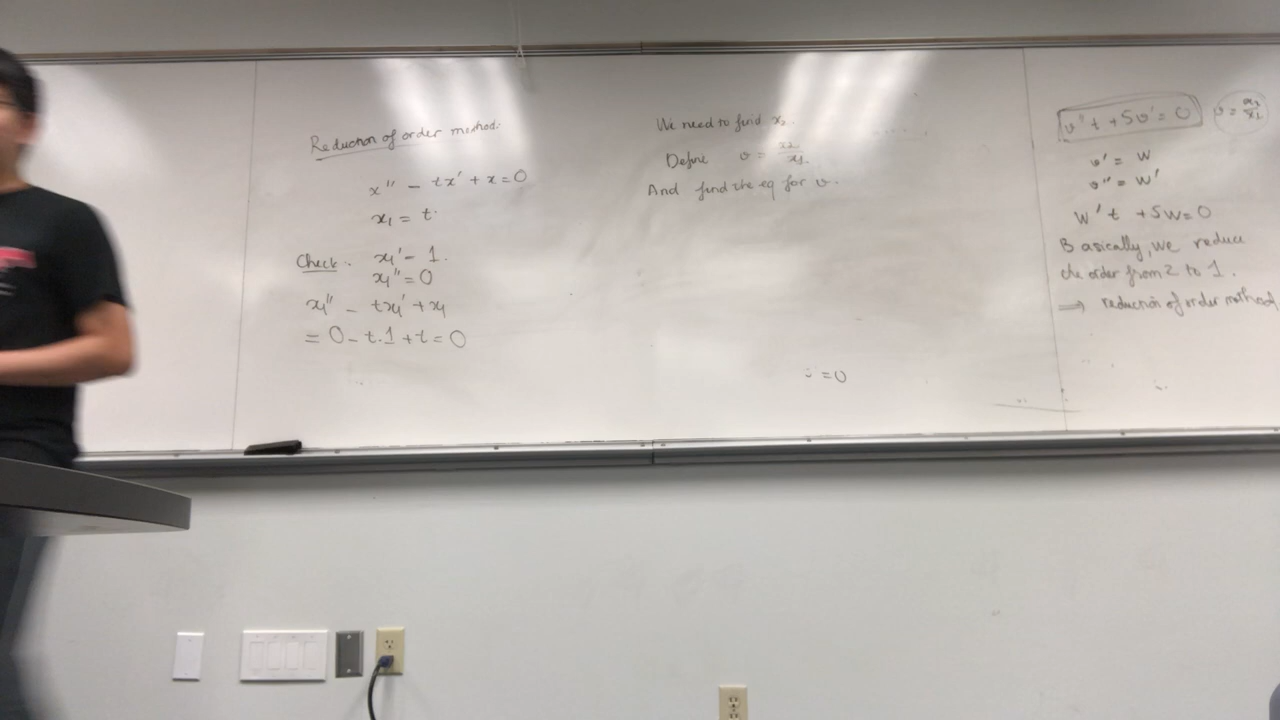 Reduction of order method:
x'' - tx' + x = 0
x₁ = t.
Check: x₁' = 1.
x₁'' = 0
x₁'' - tx₁' + x₁
= 0 - t.1 + t = 0
We need to find x₂.
Define v = x₂/x₁.
And find the eq for v.
= 0
v''t + 5v' = 0 v = x₂/x₁
v' = w
v'' = w'
w't + 5w = 0
Basically, we reduce
the order from 2 to 1.
⟹ reduction of order method